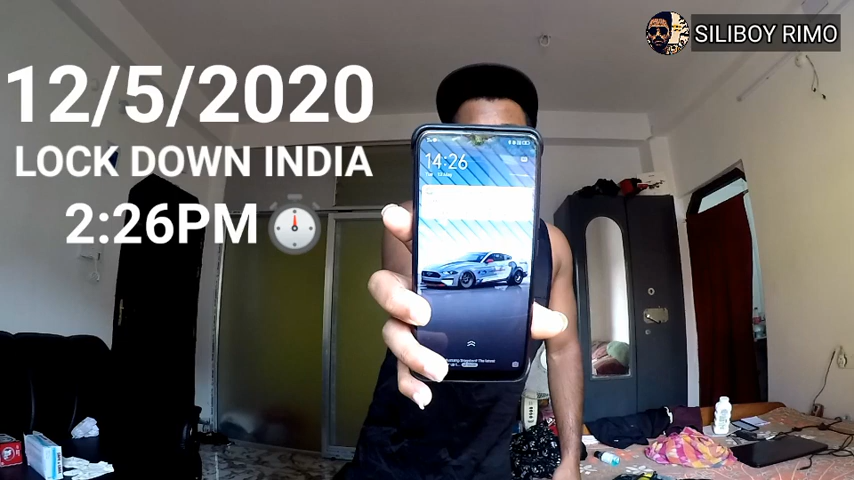 SILIBOY RIMO
12/5/2020
LOCK DOWN INDIA
2:26PM
14:26